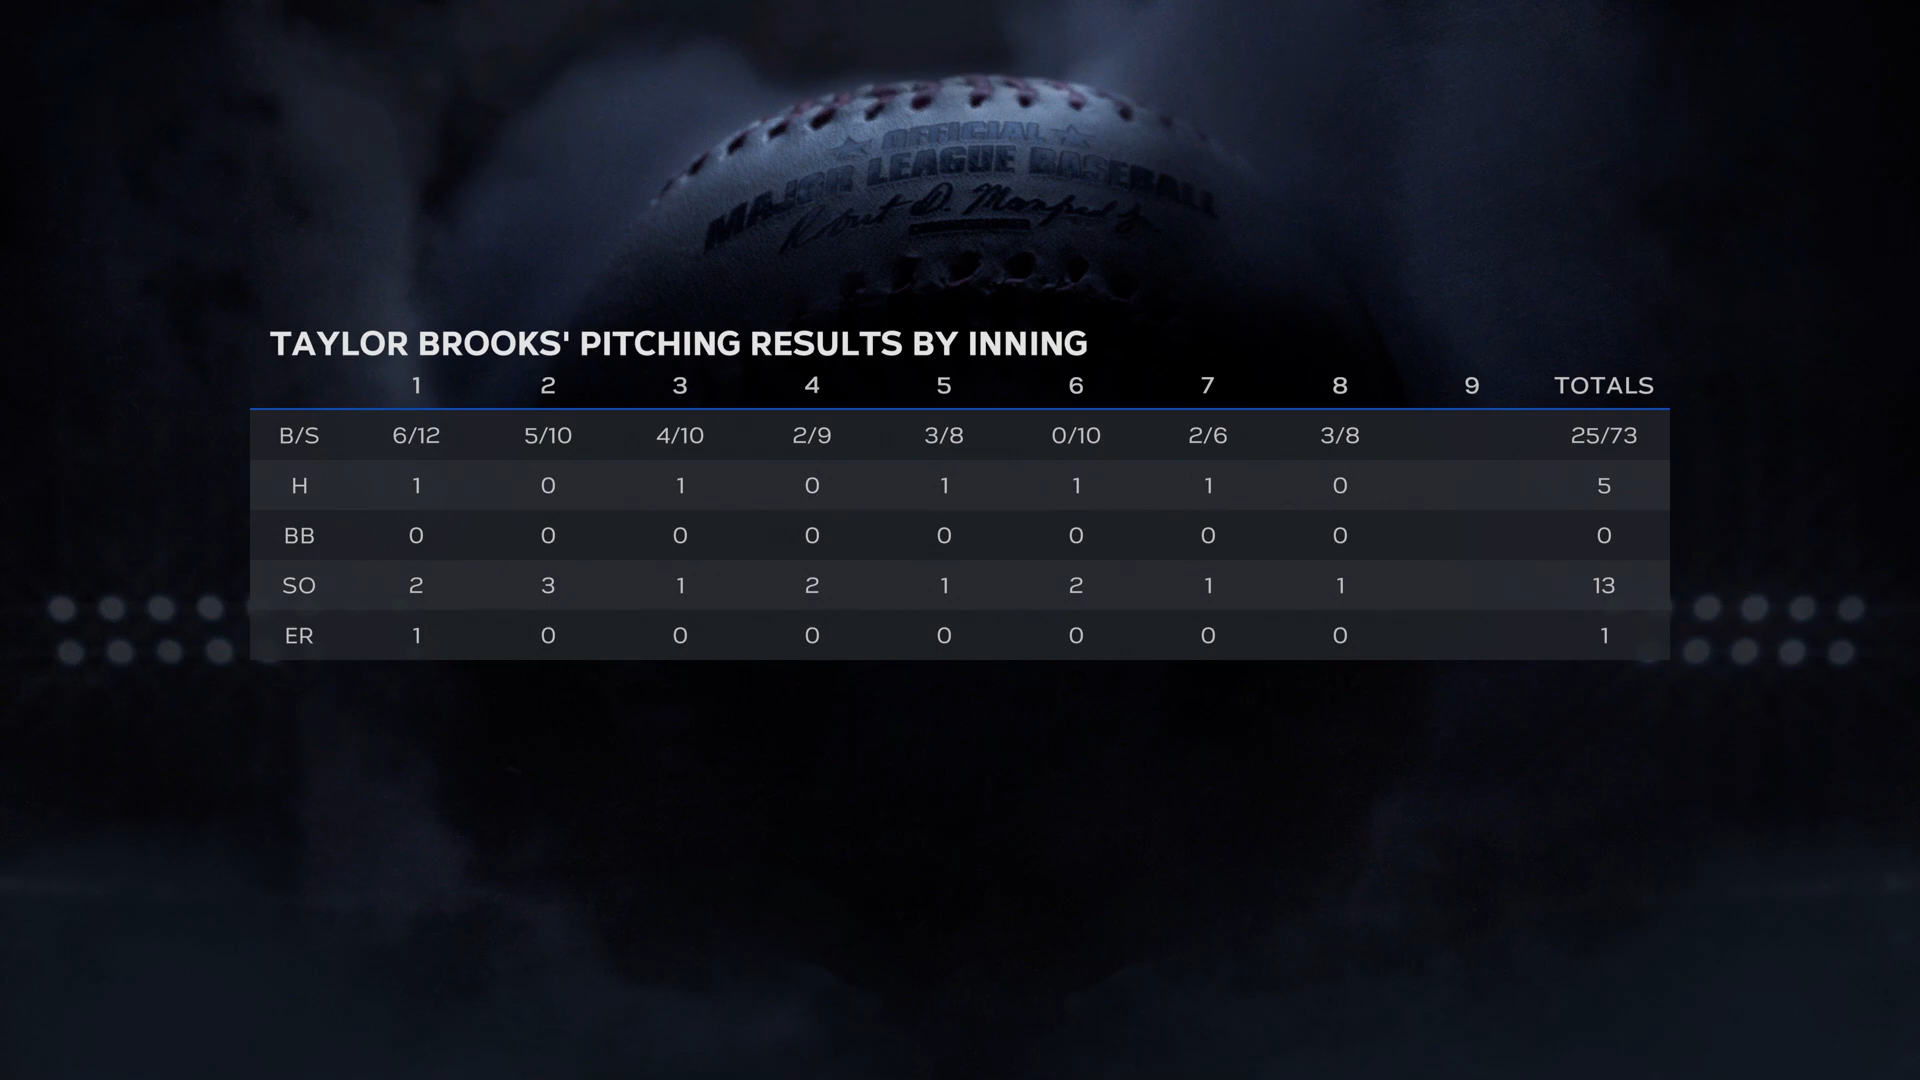 OFFICIAL
MAJOR LEAGUE BASEBALL
Robert D. Manfred Jr.
TAYLOR BROOKS' PITCHING RESULTS BY INNING
1 2 3 4 5 6 7 8 9 TOTALS
B/S 6/12 5/10 4/10 2/9 3/8 0/10 2/6 3/8 25/73
H 1 0 1 0 1 1 1 0 5
BB 0 0 0 0 0 0 0 0 0
SO 2 3 1 2 1 2 1 1 13
ER 1 0 0 0 0 0 0 0 1